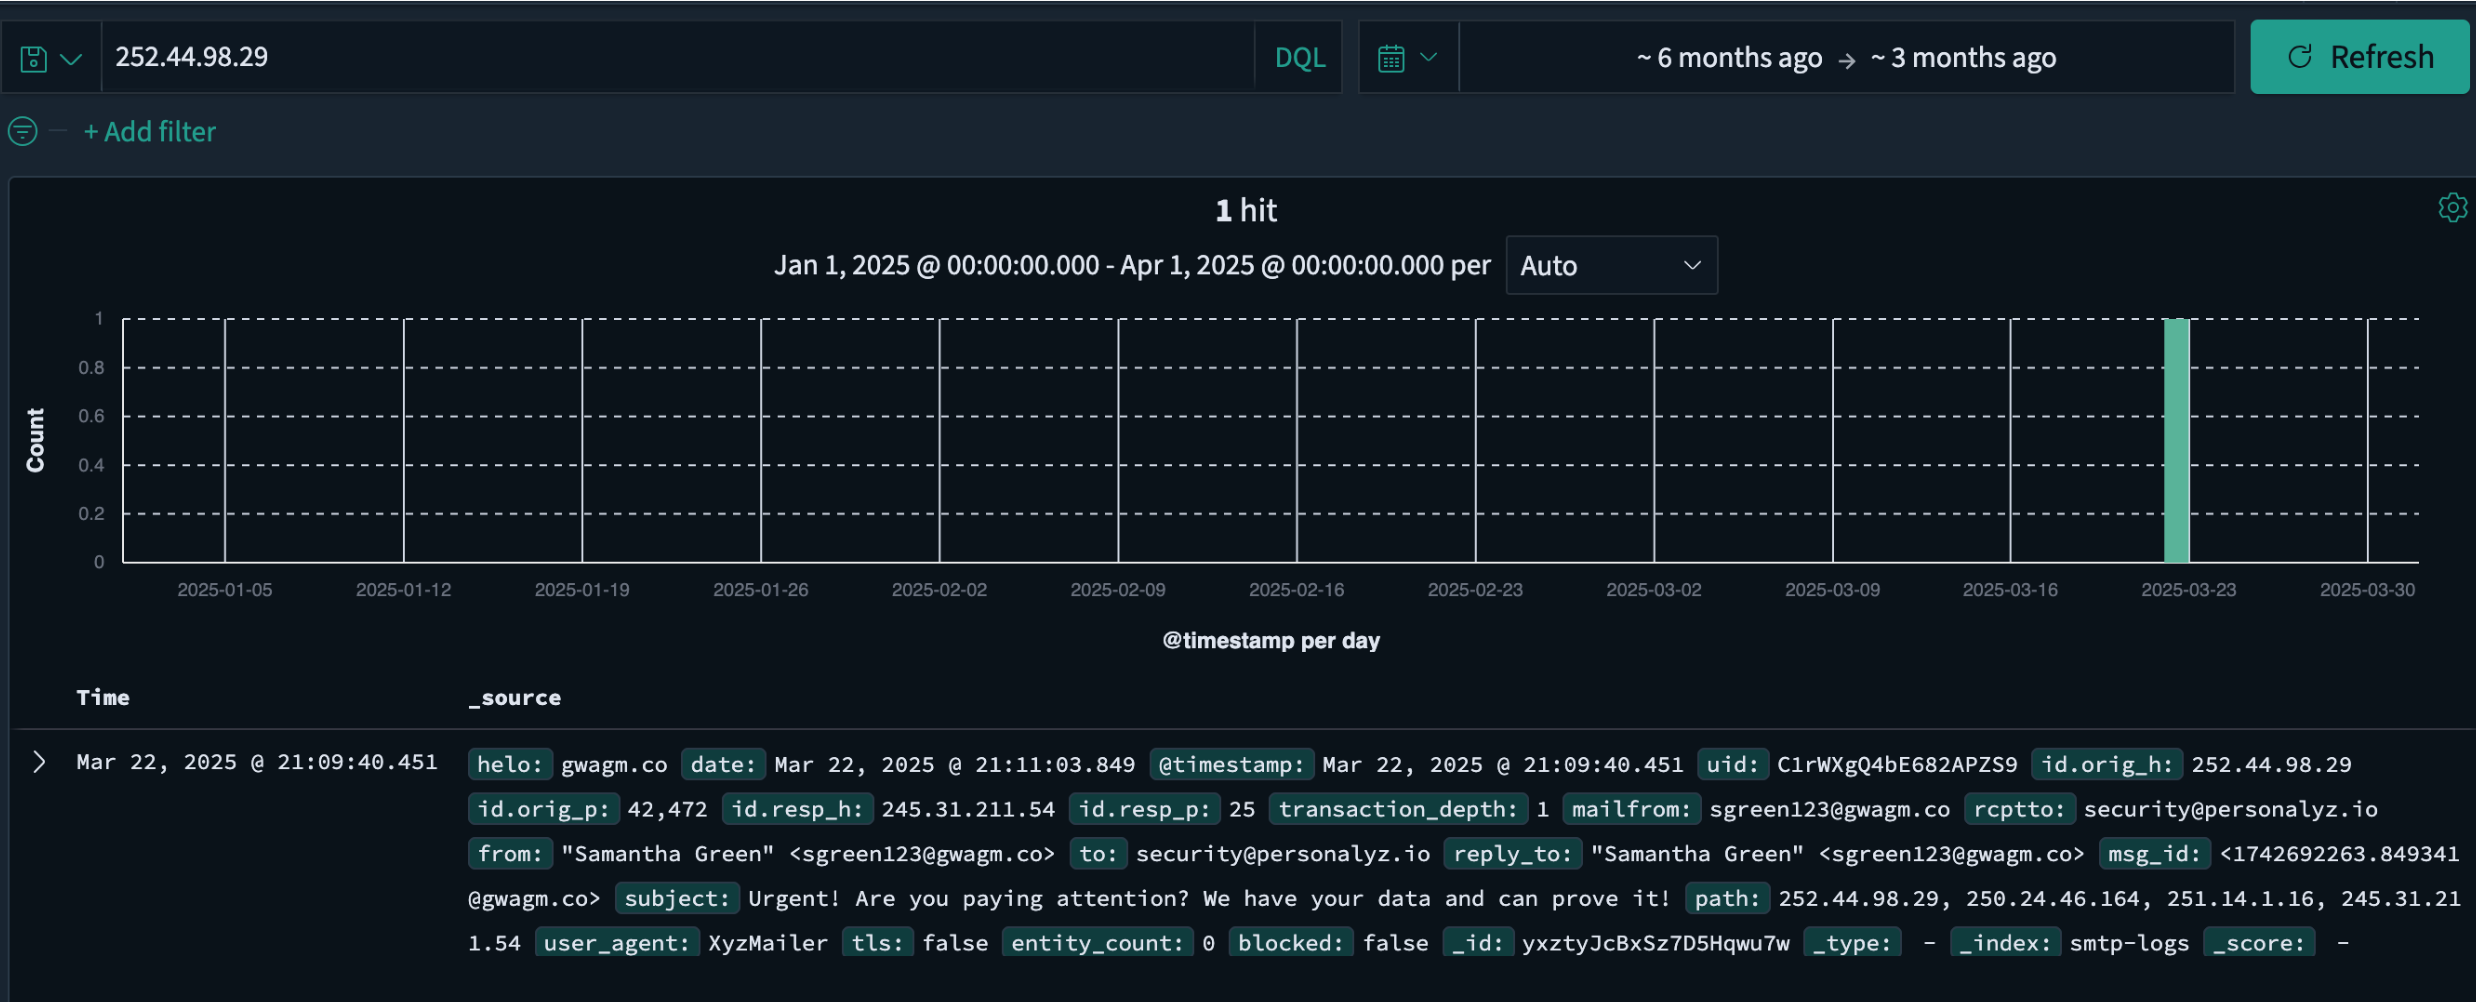 252.44.98.29 DQL ~ 6 months ago → ~ 3 months ago Refresh
+ Add filter
1 hit
Jan 1, 2025 @ 00:00:00.000 - Apr 1, 2025 @ 00:00:00.000 per Auto
1
0.8
0.6
0.4
0.2
0
Count
2025-01-05 2025-01-12 2025-01-19 2025-01-26 2025-02-02 2025-02-09 2025-02-16 2025-02-23 2025-03-02 2025-03-09 2025-03-16 2025-03-23 2025-03-30
@timestamp per day
Time _source
Mar 22, 2025 @ 21:09:40.451 helo: gwagm.co date: Mar 22, 2025 @ 21:11:03.849 @timestamp: Mar 22, 2025 @ 21:09:40.451 uid: C1rWXgQ4bE682APZS9 id.orig_h: 252.44.98.29
id.orig_p: 42,472 id.resp_h: 245.31.211.54 id.resp_p: 25 transaction_depth: 1 mailfrom: sgreen123@gwagm.co rcptto: security@personalyz.io
from: "Samantha Green" <sgreen123@gwagm.co> to: security@personalyz.io reply_to: "Samantha Green" <sgreen123@gwagm.co> msg_id: <1742692263.849341
@gwagm.co> subject: Urgent! Are you paying attention? We have your data and can prove it! path: 252.44.98.29, 250.24.46.164, 251.14.1.16, 245.31.21
1.54 user_agent: XyzMailer tls: false entity_count: 0 blocked: false _id: yxztyJcBxSz7D5Hqwu7w _type: - _index: smtp-logs _score: -